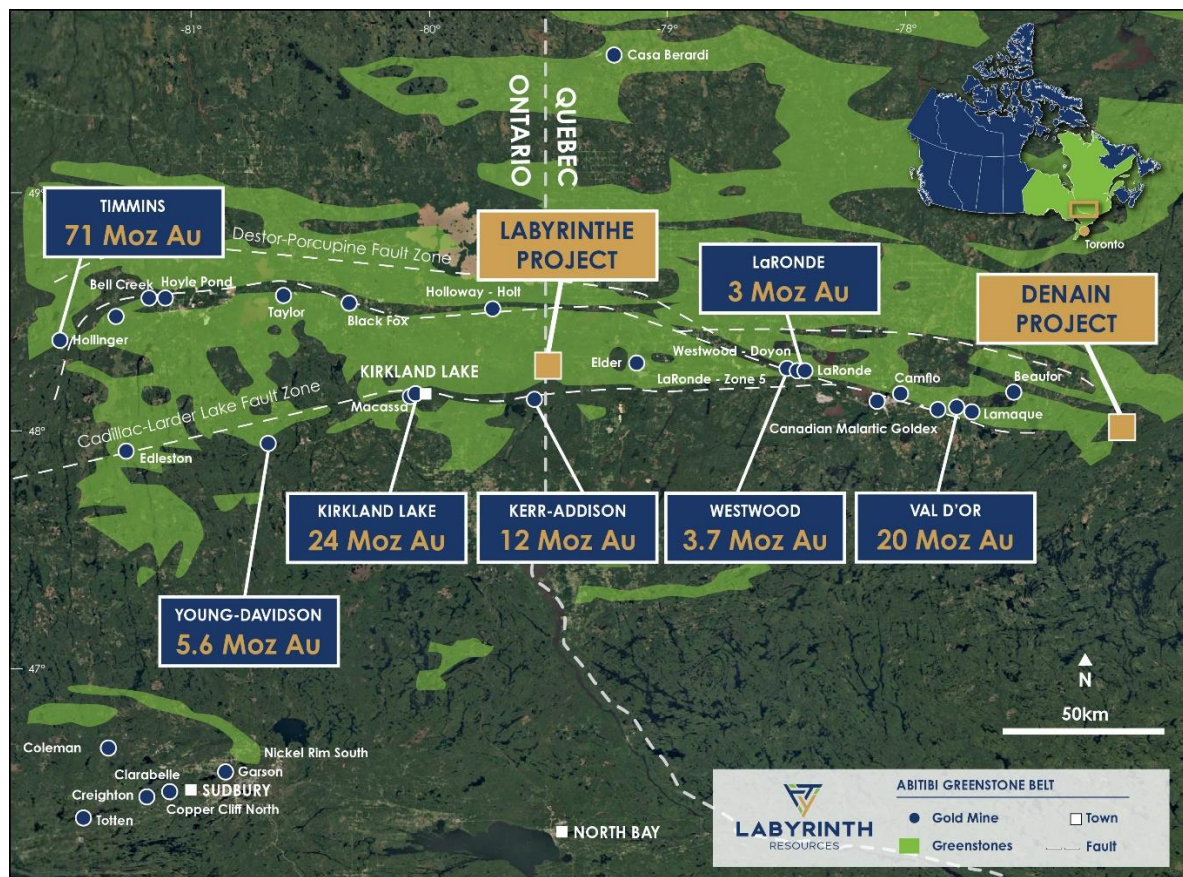 -81
-80
-79
-78
Casa Berardi
ONTARIO
QUEBEC
Toronto
49°
TIMMINS
71 Moz Au
Destor-Porcupine Fault Zone
LABYRINTHE
PROJECT
LaRONDE
3 Moz Au
DENAIN
PROJECT
Bell Creek
Hoyle Pond
Hollinger
Taylor
Black Fox
Holloway - Holt
Elder
Westwood - Doyon
LaRonde
LaRonde - Zone 5
Camflo
Beaufor
KIRKLAND LAKE
Macassa
Canadian Malartic
Goldex
Lamaque
48°
Cadillac-Larder Lake Fault Zone
Edleston
KIRKLAND LAKE
24 Moz Au
KERR-ADDISON
12 Moz Au
WESTWOOD
3.7 Moz Au
VAL D'OR
20 Moz Au
YOUNG-DAVIDSON
5.6 Moz Au
47°
N
50km
Coleman
Nickel Rim South
Clarabelle
Garson
Creighton
SUDBURY
Copper Cliff North
Totten
NORTH BAY
LABYRINTH
RESOURCES
ABITIBI GREENSTONE BELT
Gold Mine
Town
Greenstones
Fault